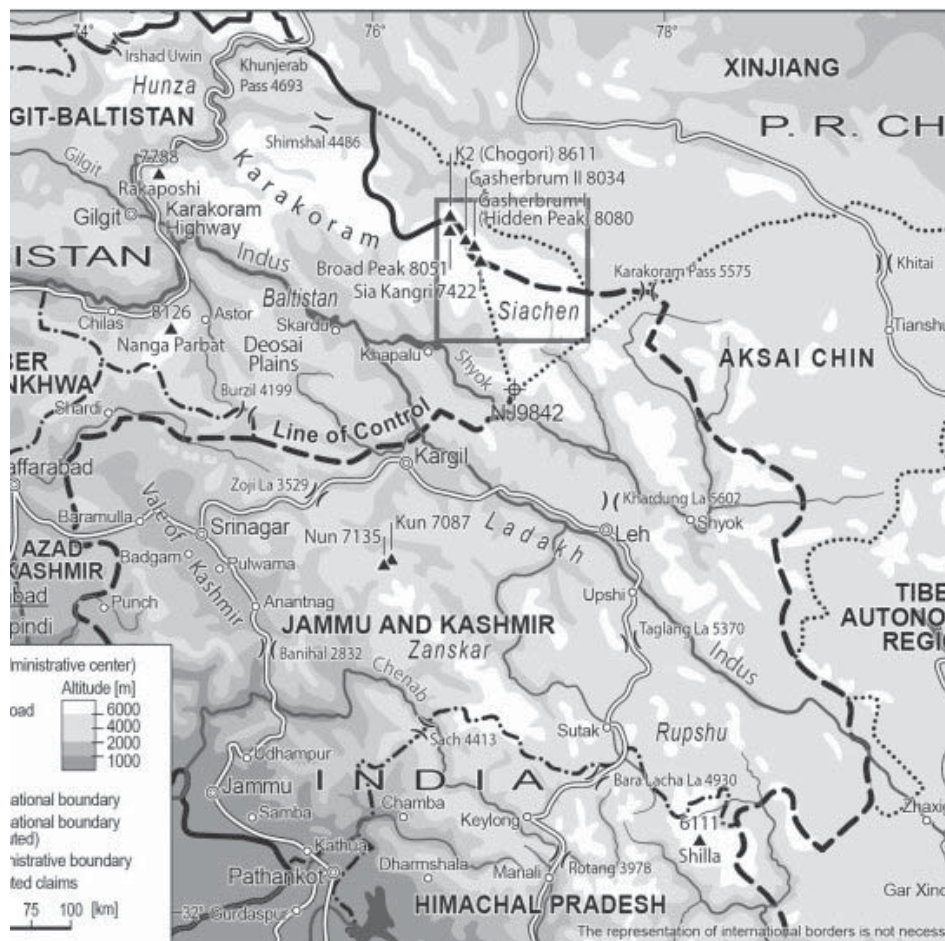 74°
76°
78°
Irshad Uwin
Khunjerab
Pass 4693
Hunza
XINJIANG
GIT-BALTISTAN
P. R. CH
Shimshal 4486
Gilgit
7788
Rakaposhi
Karakoram
K2 (Chogori) 8611
Gasherbrum II 8034
Gasherbrum I
(Hidden Peak) 8080
Gilgit
Karakoram
Highway
ISTAN
Indus
Broad Peak 8051
Karakoram Pass 5575
Khitai
Sia Kangri 7422
Baltistan
Siachen
Chilas
8126
Astor
Skardu
Tianshu
Nanga Parbat
Deosai
Plains
Khapalu
Shyok
AKSAI CHIN
BER
NKHWA
Burzil 4199
NJ9842
Shardi
Line of Control
affarabad
Kargil
Zoji La 3529
Khardung La 5602
Baramulla
Vale of Kashmir
Srinagar
Kun 7087
Nun 7135
Ladakh
Leh
Shyok
AZAD
KASHMIR
Badgam
Pulwama
abad
Punch
Anantnag
Upshi
TIBE
AUTONO
REGI
pindi
JAMMU AND KASHMIR
Taglang La 5370
Banihal 2832
Zanskar
Indus
Chenab
lministrative center)
Altitude [m]
oad
6000
4000
2000
1000
Sach 4413
Sutak
Rupshu
Udhampur
INDIA
Bara Lacha La 4930
Jammu
ational boundary
Samba
Chamba
Keylong
6111
Zhaxi
ational boundary
uted)
Kathua
Shilla
nistrative boundary
Dharmshala
Manali
Rotang 3978
ted claims
Pathankot
Gar Xinc
75 100 [km]
32°
Gurdaspur
HIMACHAL PRADESH
The representation of international borders is not necess